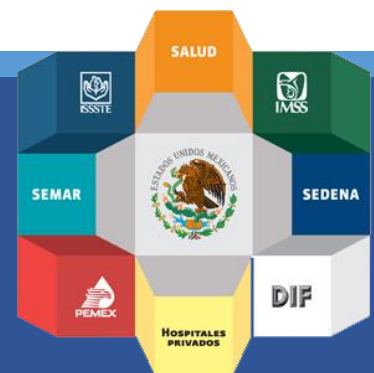 SALUD
ISSSTE
IMSS
SEMAR
ESTADOS UNIDOS MEXICANOS
SEDENA
PEMEX
DIF
HOSPITALES
PRIVADOS